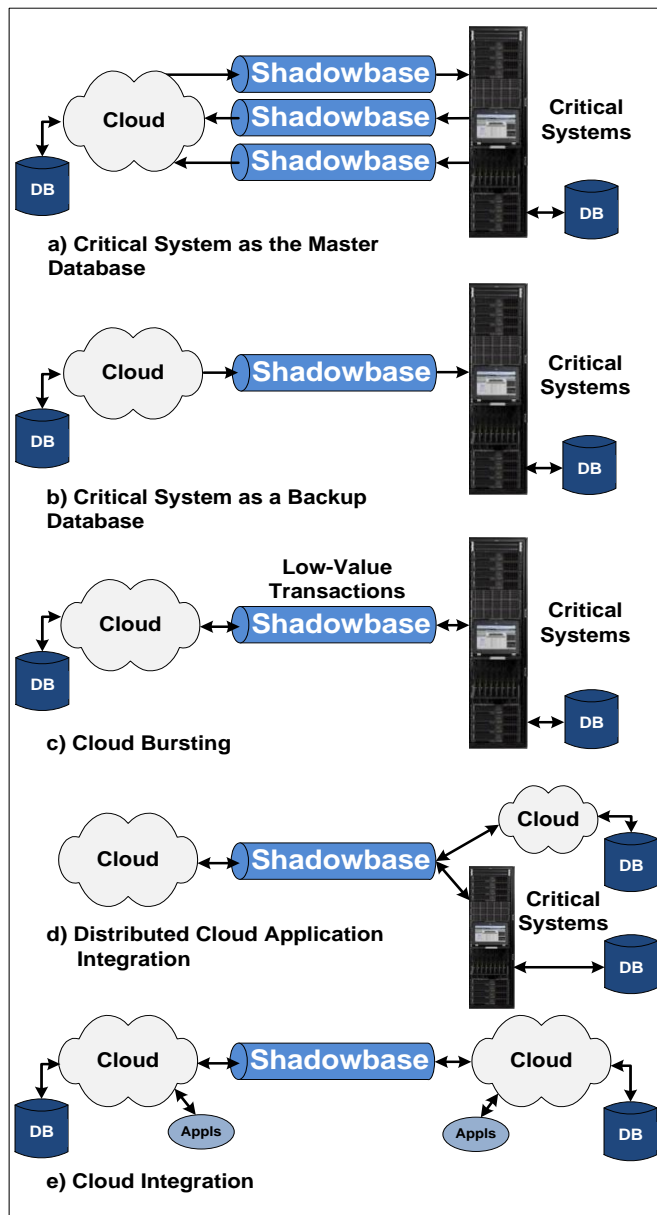 Shadowbase
Cloud
Shadowbase
Critical
Systems
Shadowbase
DB
DB
a) Critical System as the Master
Database
Cloud
Shadowbase
Critical
Systems
DB
DB
b) Critical System as a Backup
Database
Low-Value
Transactions
Cloud
Shadowbase
Critical
Systems
DB
DB
c) Cloud Bursting
Cloud
Cloud
Shadowbase
DB
Critical
Systems
d) Distributed Cloud Application
Integration
DB
Cloud
Shadowbase
Cloud
DB
Appls
Appls
DB
e) Cloud Integration